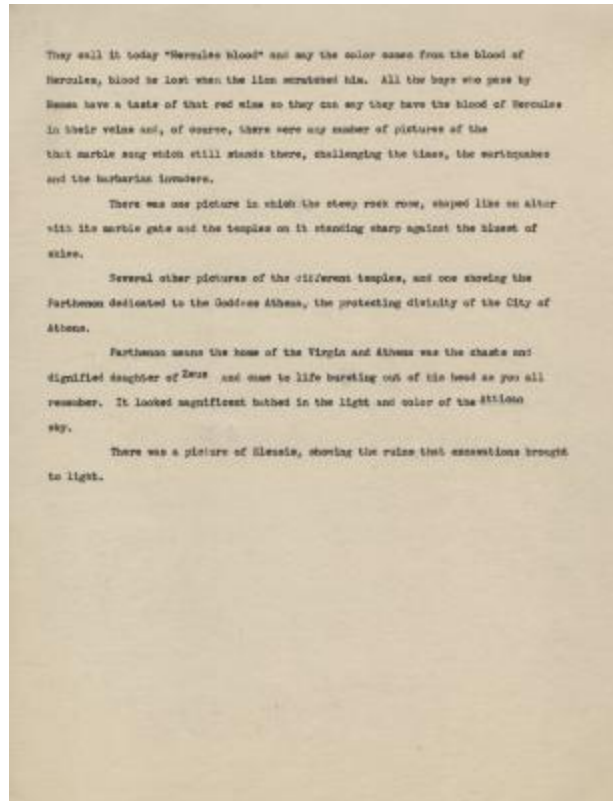 They call it today "Hercules blood" and say the color comes from the blood of
Hercules, blood he lost when the lion scratched him. All the boys who pass by
Nemea have a taste of that red wine so they can say they have the blood of Hercules
in their veins and, of course, there were any number of pictures of the
that marble song which still stands there, challenging the times, the earthquakes
and the barbarian invaders.
There was one picture in which the steep rock rose, shaped like an altar
with its marble gate and the temples on it standing sharp against the bluest of
skies.
Several other pictures of the different temples, and one showing the
Parthenon dedicated to the Goddess Athena, the protecting divinity of the City of
Athens.
Parthenon means the home of the Virgin and Athena was the chaste and
dignified daughter of Zeus and came to life bursting out of his head as you all
remember. It looked magnificent bathed in the light and color of the
sky.
There was a picture of Eleusis, showing the ruins that excavations brought
to light.